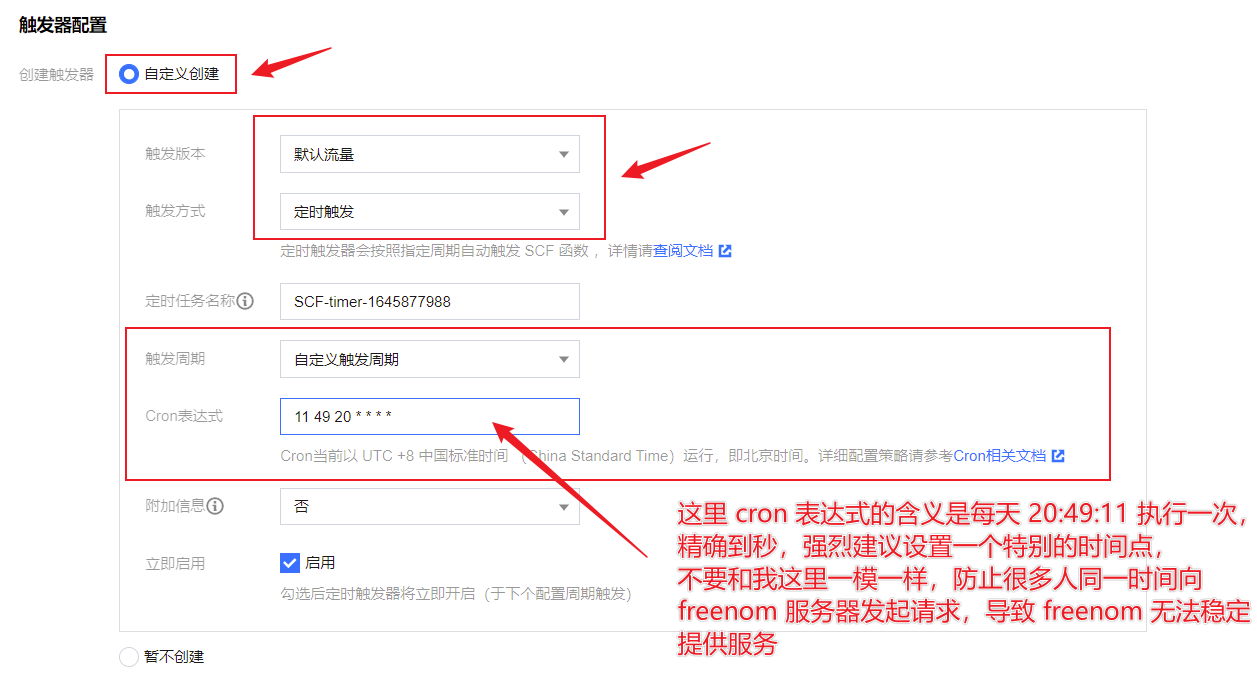 触发器配置
创建触发器 自定义创建
触发版本 默认流量
触发方式 定时触发
定时触发器会按照指定周期自动触发 SCF 函数 ，详情请查阅文档
定时任务名称 SCF-timer-1645877988
触发周期 自定义触发周期
Cron表达式 11 49 20 * * * *
Cron当前以 UTC +8 中国标准时间 （China Standard Time）运行，即北京时间。详细配置策略请参考Cron相关文档
附加信息 否
立即启用 启用
勾选后定时触发器将立即开启（于下个配置周期触发）
这里 cron 表达式的含义是每天 20:49:11 执行一次，
精确到秒，强烈建议设置一个特别的时间点，
不要和我这里一模一样，防止很多人同一时间向
freenom 服务器发起请求，导致 freenom 无法稳定
提供服务
暂不创建